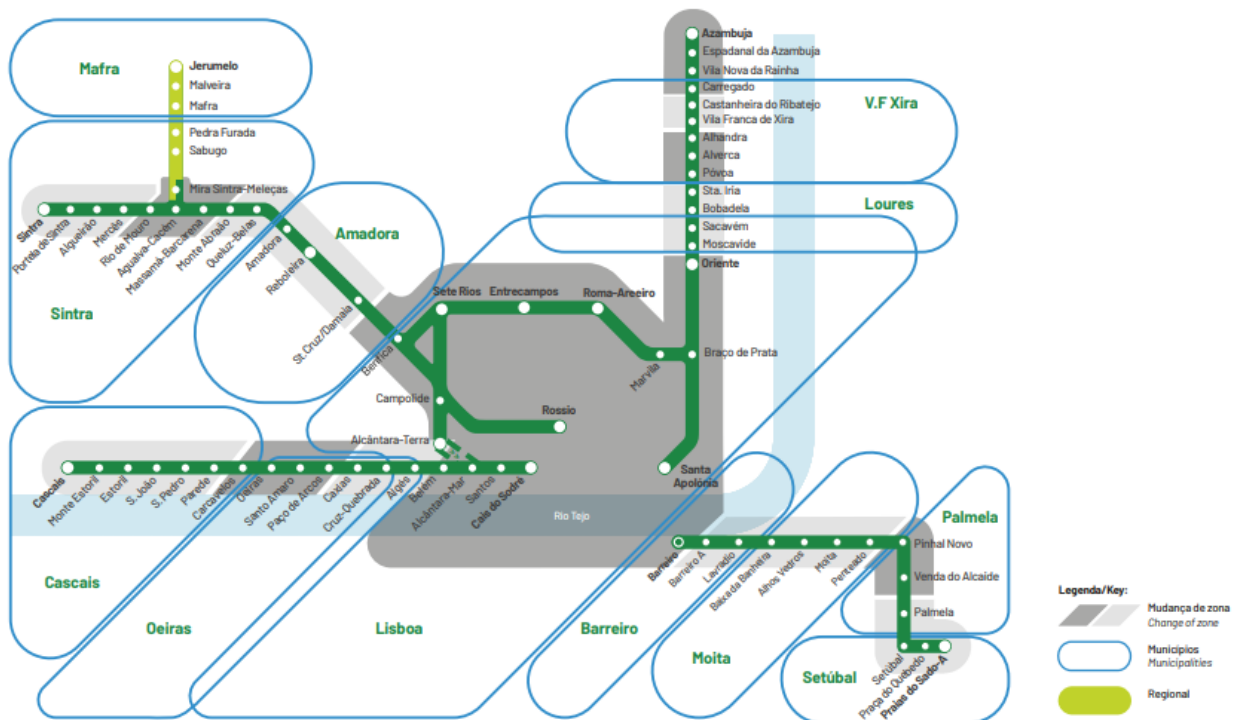 Mafra
Jerumelo
Malveira
Mafra
Pedra Furada
Sabugo
Mira Sintra-Meleças
Sintra
Portela de Sintra
Algueirão
Mercês
Rio de Mouro
Agualva-Cacém
Massamá-Barcarena
Monte Abraão
Queluz-Belas
Amadora
Reboleira
St. Cruz/Damaia
Benfica
Amadora
Sintra
Azambuja
Espadanal da Azambuja
Vila Nova da Rainha
Carregado
Castanheira do Ribatejo
Vila Franca de Xira
Alhandra
Alverca
Póvoa
Sta. Iria
Bobadela
Sacavém
Moscavide
Oriente
V.F Xira
Loures
Sete Rios
Entrecampos
Roma-Areeiro
Marvila
Braço de Prata
Campolide
Rossio
Alcântara-Terra
Santa
Apolónia
Cascais
Monte Estoril
Estoril
S. João
S. Pedro
Parede
Carcavelos
Oeiras
Santo Amaro
Paço de Arcos
Caxias
Cruz-Quebrada
Algés
Belém
Alcântara-Mar
Santos
Cais do Sodré
Rio Tejo
Barreiro
Barreiro A
Lavradio
Baixa da Banheira
Alhos Vedros
Moita
Penteado
Pinhal Novo
Venda do Alcaide
Palmela
Setúbal
Praça do Quebedo
Praias do Sado-A
Palmela
Cascais
Oeiras
Lisboa
Barreiro
Moita
Setúbal
Legenda/Key:
Mudança de zona
Change of zone
Municípios
Municipalities
Regional